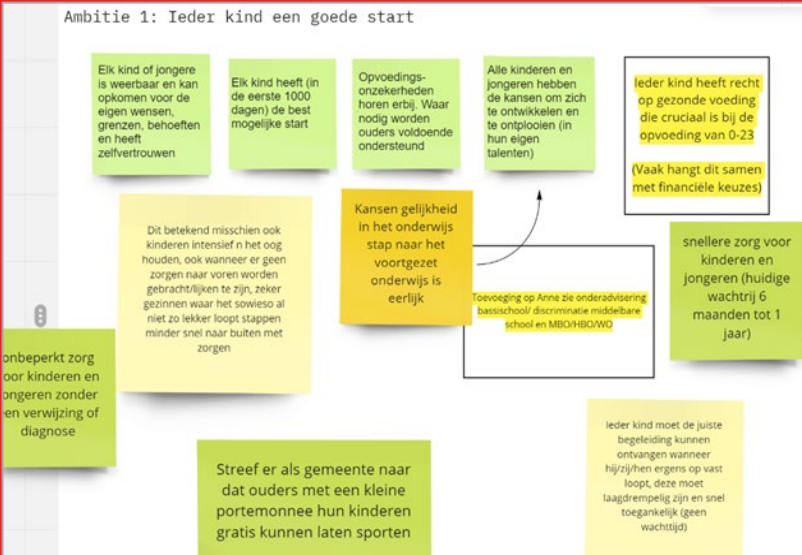 Ambitie 1: Ieder kind een goede start
Elk kind of jongere
is weerbaar en kan
opkomen voor de
eigen wensen,
grenzen, behoeften
en heeft
zelfvertrouwen
Elk kind heeft (in
de eerste 1000
dagen) de best
mogelijke start
Opvoedings-
onzekerheden
horen erbij. Waar
nodig worden
ouders voldoende
ondersteund
Alle kinderen en
jongeren hebben
de kansen om zich
te ontwikkelen en
te ontplooien (in
hun eigen
talenten)
Ieder kind heeft recht
op gezonde voeding
die cruciaal is bij de
opvoeding van 0-23
(Vaak hangt dit samen
met financiële keuzes)
Dit betekend misschien ook
kinderen intensief n het oog
houden, ook wanneer er geen
zorgen naar voren worden
gebracht/lijken te zijn, zeker
gezinnen waar het sowieso al
niet zo lekker loopt stappen
minder snel naar buiten met
zorgen
Kansen gelijkheid
in het onderwijs
stap naar het
voortgezet
onderwijs is
eerlijk
Toevoeging op Anne zie onderadvisering
bassischool/ discriminatie middelbare
school en MBO/HBO/WO
snellere zorg voor
kinderen en
jongeren (huidige
wachtrij 6
maanden tot 1
jaar)
onbeperkt zorg
oor kinderen en
ongeren zonder
en verwijzing of
diagnose
Streef er als gemeente naar
dat ouders met een kleine
portemonnee hun kinderen
gratis kunnen laten sporten
Ieder kind moet de juiste
begeleiding kunnen
ontvangen wanneer
hij/zij/hen ergens op vast
loopt, deze moet
laagdrempelig zijn en snel
toegankelijk (geen
wachttijd)